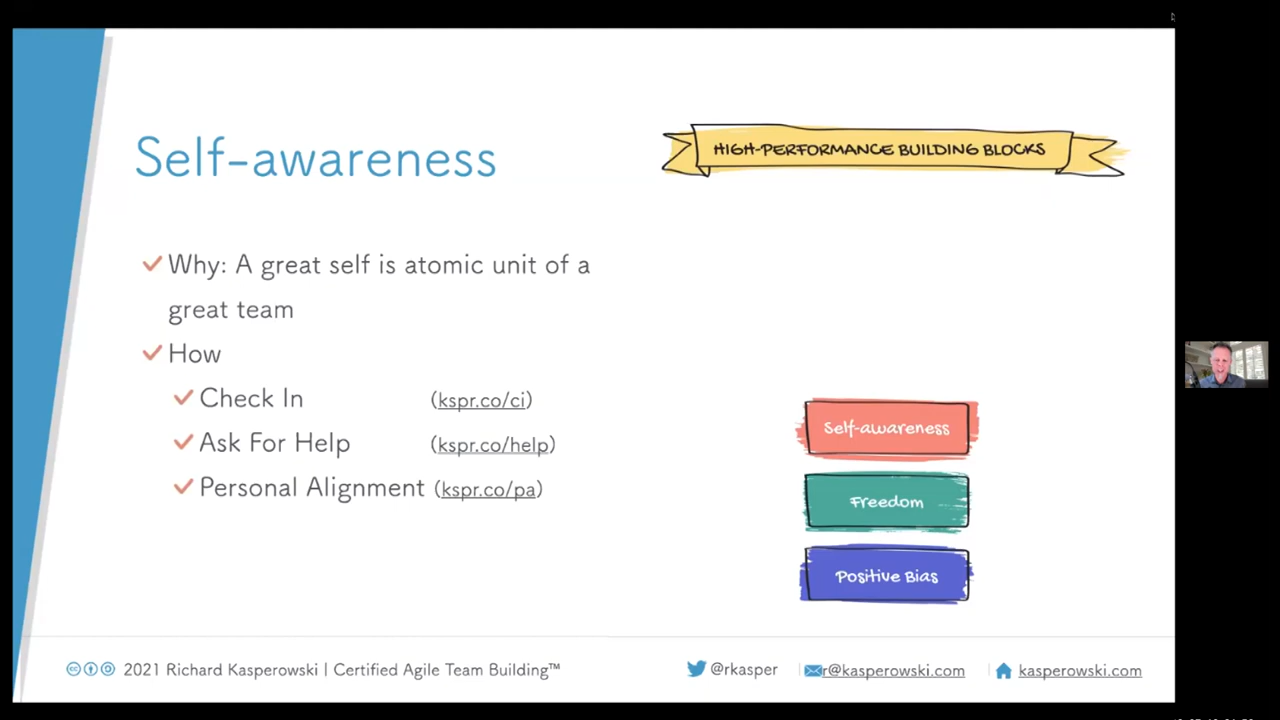 Self-awareness
HIGH-PERFORMANCE BUILDING BLOCKS
Why: A great self is atomic unit of a
great team
How
Check In (kspr.co/ci)
Ask For Help (kspr.co/help)
Personal Alignment (kspr.co/pa)
Self-awareness
Freedom
Positive Bias
2021 Richard Kasperowski | Certified Agile Team Building™
@rkasper
r@kasperowski.com
kasperowski.com